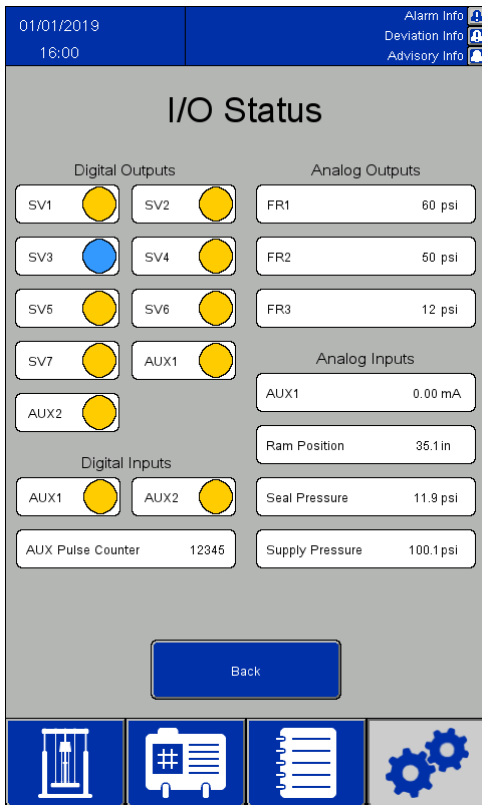 01/01/2019
16:00
Alarm Info
Deviation Info
Advisory Info
I/O Status
Digital Outputs
SV1
SV2
SV3
SV4
SV5
SV6
SV7
AUX1
AUX2
Digital Inputs
AUX1
AUX2
AUX Pulse Counter 12345
Analog Outputs
FR1 60 psi
FR2 50 psi
FR3 12 psi
Analog Inputs
AUX1 0.00 mA
Ram Position 35.1 in
Seal Pressure 11.9 psi
Supply Pressure 100.1 psi
Back